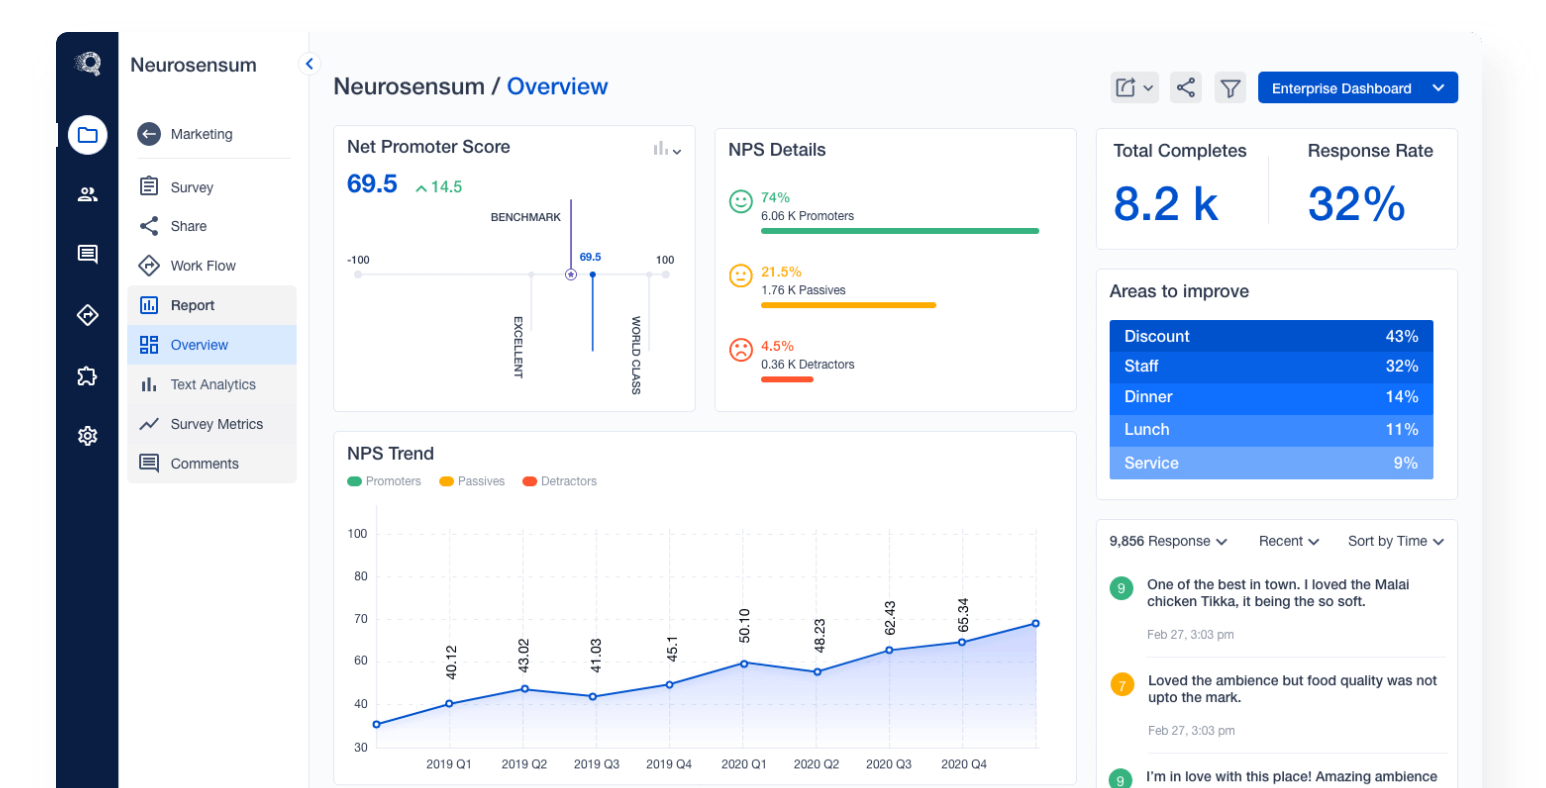 Neurosensum
Marketing
Survey
Share
Work Flow
Report
Overview
Text Analytics
Survey Metrics
Comments
Neurosensum / Overview
Enterprise Dashboard
Net Promoter Score
69.5 14.5
BENCHMARK
-100
69.5
100
EXCELLENT
WORLD CLASS
NPS Details
74%
6.06 K Promoters
21.5%
1.76 K Passives
4.5%
0.36 K Detractors
Total Completes
8.2 k
Response Rate
32%
Areas to improve
Discount 43%
Staff 32%
Dinner 14%
Lunch 11%
Service 9%
NPS Trend
Promoters Passives Detractors
100
80
70
60
40
30
40.12
43.02
41.03
45.1
50.10
48.23
62.43
65.34
2019 Q1 2019 Q2 2019 Q3 2019 Q4 2020 Q1 2020 Q2 2020 Q3 2020 Q4
9,856 Response Recent Sort by Time
9
One of the best in town. I loved the Malai
chicken Tikka, it being the so soft.
Feb 27, 3:03 pm
7
Loved the ambience but food quality was not
upto the mark.
Feb 27, 3:03 pm
9
I'm in love with this place! Amazing ambience